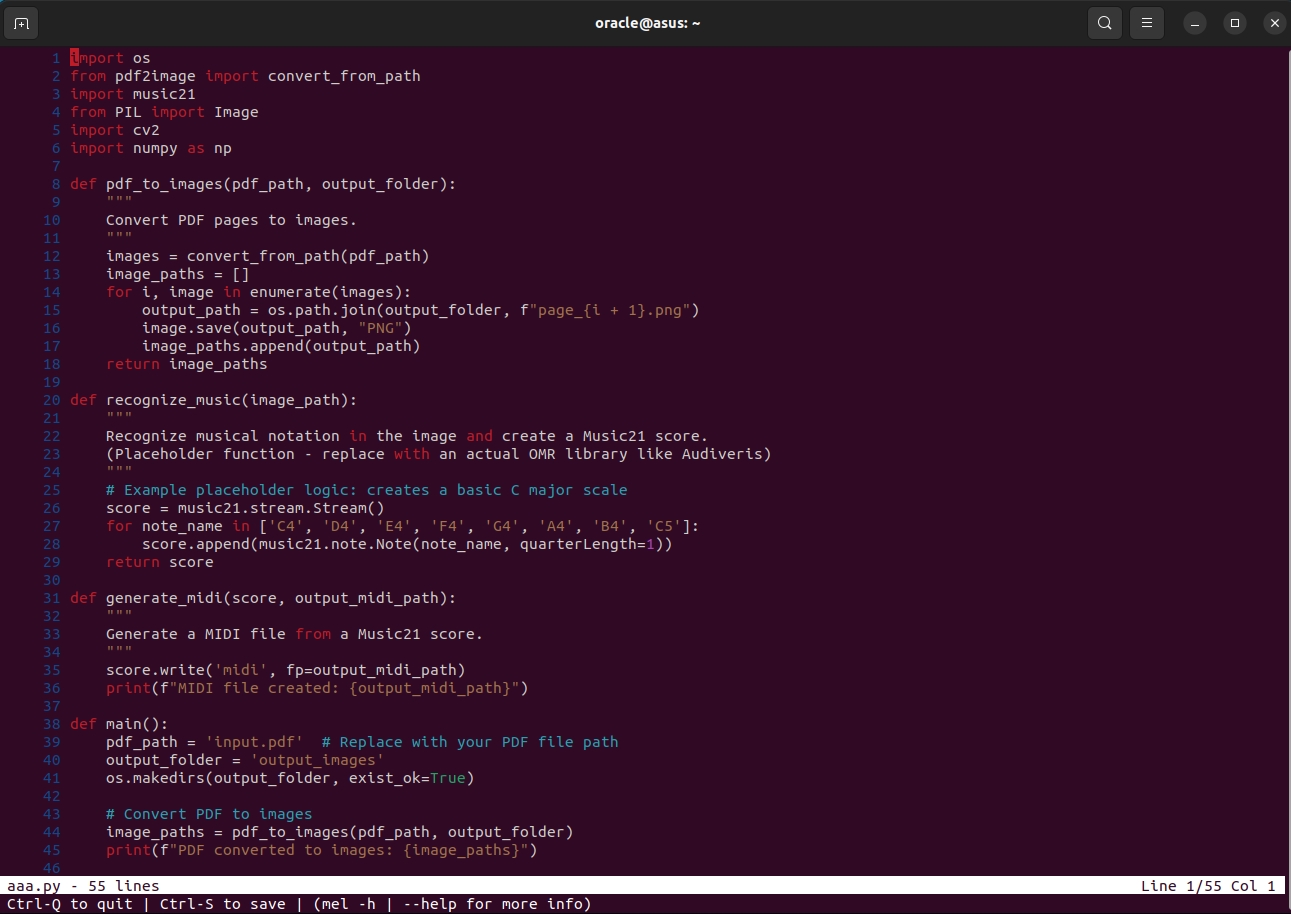 oracle@asus: ~
1 import os
2 from pdf2image import convert_from_path
3 import music21
4 from PIL import Image
5 import cv2
6 import numpy as np
7
8 def pdf_to_images(pdf_path, output_folder):
9     """
10     Convert PDF pages to images.
11     """
12     images = convert_from_path(pdf_path)
13     image_paths = []
14     for i, image in enumerate(images):
15         output_path = os.path.join(output_folder, f"page_{i + 1}.png")
16         image.save(output_path, "PNG")
17         image_paths.append(output_path)
18     return image_paths
19
20 def recognize_music(image_path):
21     """
22     Recognize musical notation in the image and create a Music21 score.
23     (Placeholder function - replace with an actual OMR library like Audiveris)
24     """
25     # Example placeholder logic: creates a basic C major scale
26     score = music21.stream.Stream()
27     for note_name in ['C4', 'D4', 'E4', 'F4', 'G4', 'A4', 'B4', 'C5']:
28         score.append(music21.note.Note(note_name, quarterLength=1))
29     return score
30
31 def generate_midi(score, output_midi_path):
32     """
33     Generate a MIDI file from a Music21 score.
34     """
35     score.write('midi', fp=output_midi_path)
36     print(f"MIDI file created: {output_midi_path}")
37
38 def main():
39     pdf_path = 'input.pdf'  # Replace with your PDF file path
40     output_folder = 'output_images'
41     os.makedirs(output_folder, exist_ok=True)
42
43     # Convert PDF to images
44     image_paths = pdf_to_images(pdf_path, output_folder)
45     print(f"PDF converted to images: {image_paths}")
46
aaa.py - 55 lines Line 1/55 Col 1
Ctrl-Q to quit | Ctrl-S to save | (mel -h | --help for more info)